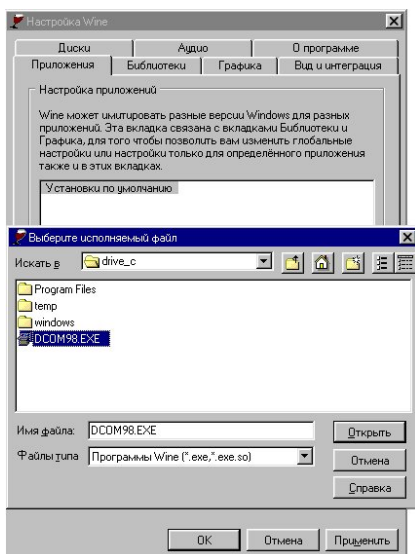 Настройка Wine
Диски Аудио О программе
Приложения Библиотеки Графика Вид и интеграция
Настройка приложений
Wine может имитировать разные версии Windows для разных
приложений. Эта вкладка связана с вкладками Библиотеки и
Графика, для того чтобы позволить вам изменить глобальные
настройки или настройки только для определённого приложения
также и в этих вкладках.
Установки по умолчанию
Выберите исполняемый файл
Искать в drive_c
Program Files
temp
windows
DCOM98.EXE
Имя файла: DCOM98.EXE Открыть
Файлы типа Программы Wine (*.exe,*.exe.so) Отмена
Справка
OK Отмена Применить